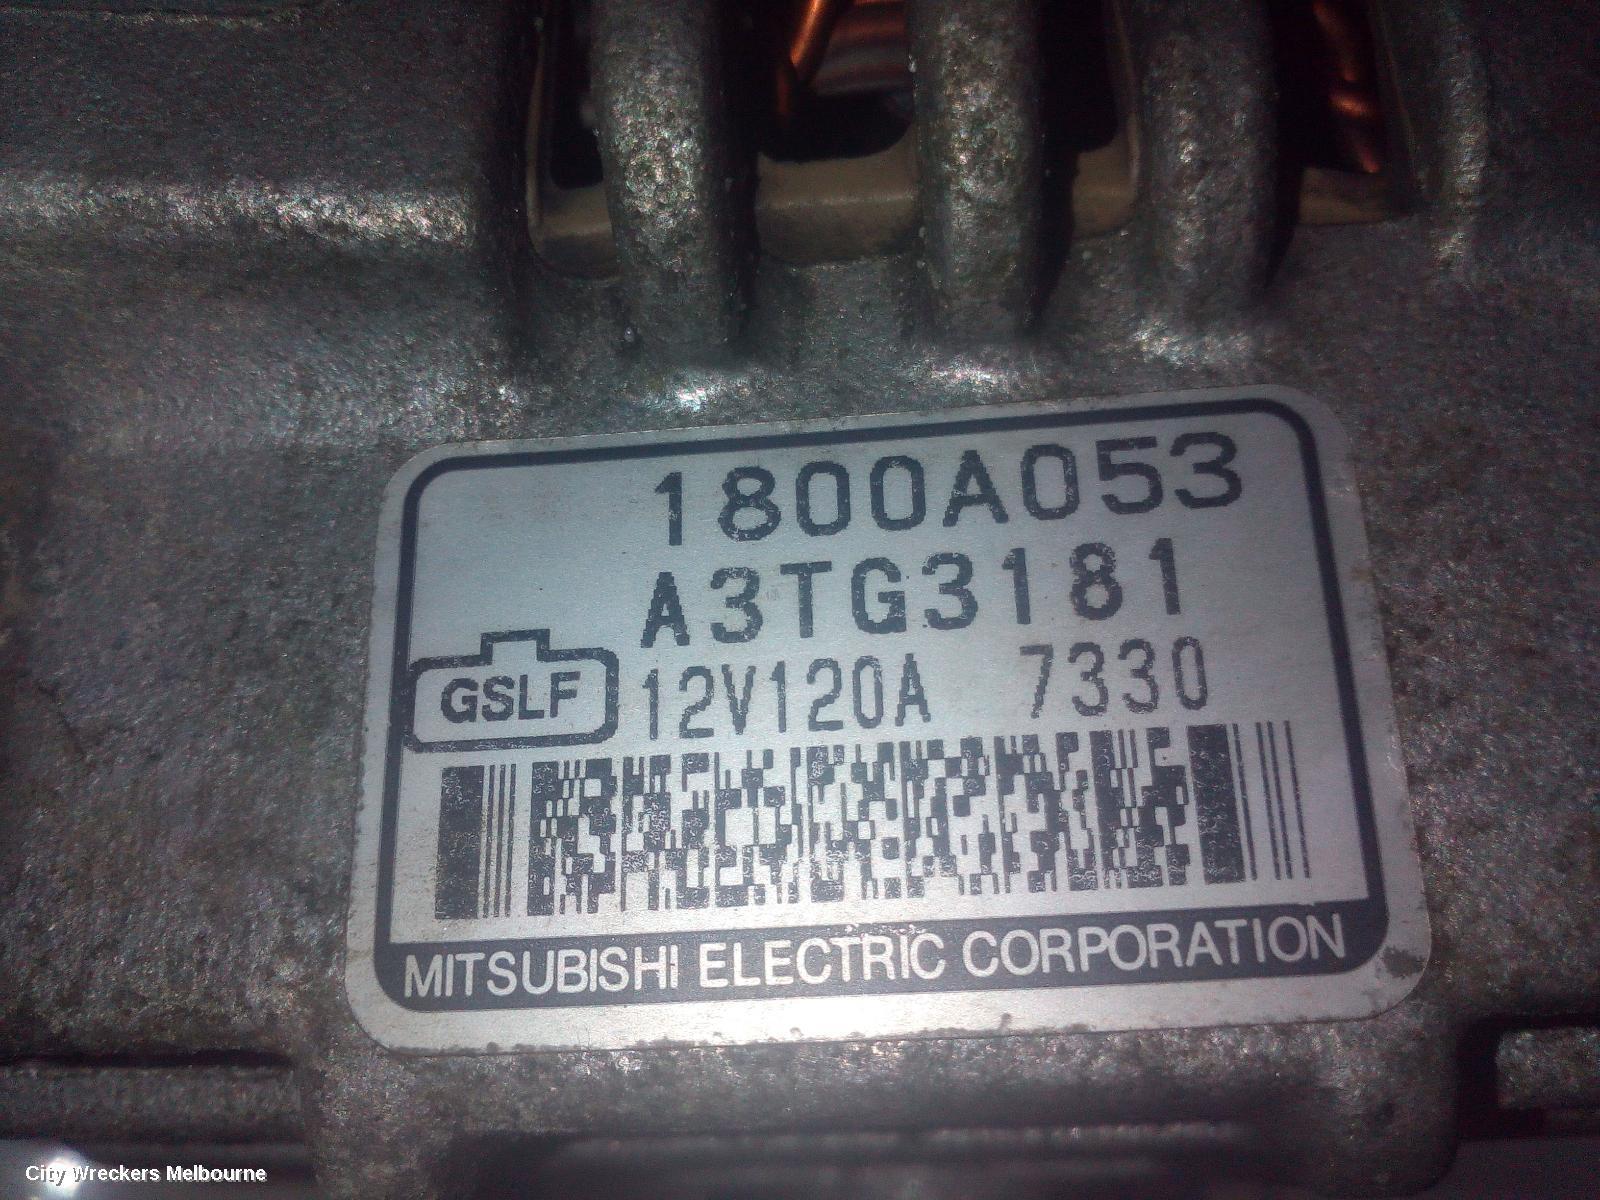 1800A053
A3TG3181
GSLF 12V120A 7330
MITSUBISHI ELECTRIC CORPORATION
City Wreckers Melbourne